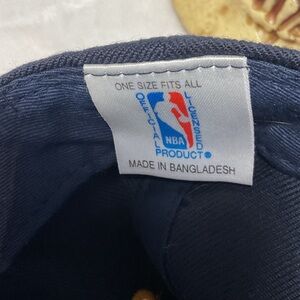 ONE SIZE FITS ALL
OFFICIAL
LICENSED
NBA
PRODUCT®
MADE IN BANGLADESH